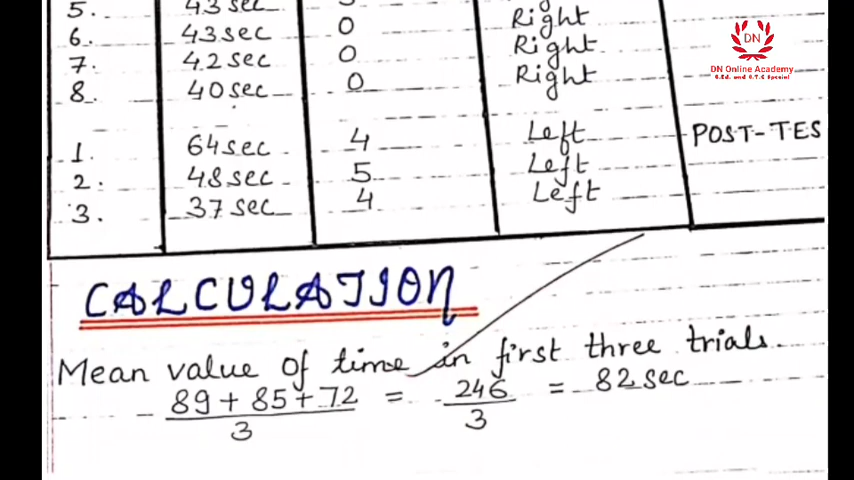 5. 43 sec Right
6. 43 sec 0 Right
7. 42 sec 0 Right
8. 40 sec 0 Right
1. 64 sec 4 Left POST-TES
2. 48 sec 5 Left
3. 37 sec 4 Left
DN
DN Online Academy
CALCULATION
Mean value of time in first three trials.
89 + 85 + 72 = 246 = 82 sec
3 3